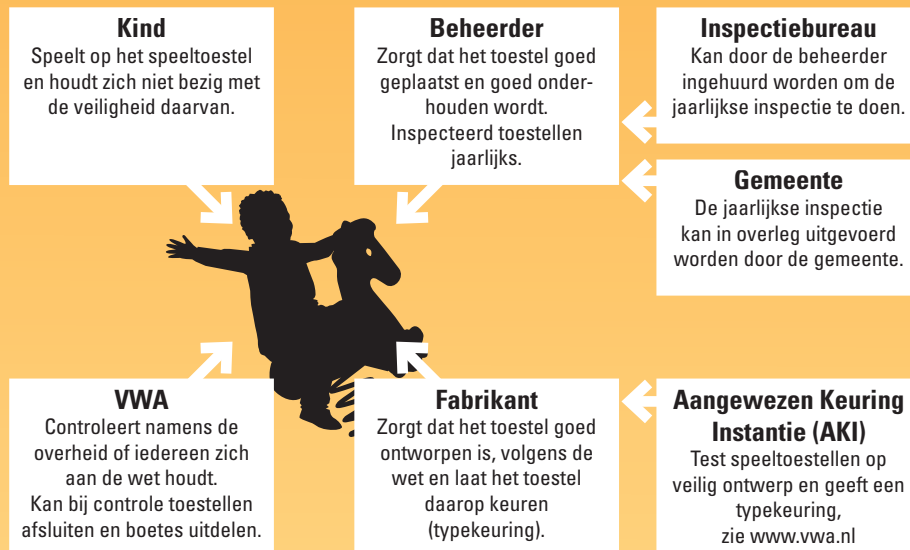 Kind
Speelt op het speeltoestel
en houdt zich niet bezig met
de veiligheid daarvan.
Beheerder
Zorgt dat het toestel goed
geplaatst en goed onder-
houden wordt.
Inspecteerd toestellen
jaarlijks.
Inspectiebureau
Kan door de beheerder
ingehuurd worden om de
jaarlijkse inspectie te doen.
Gemeente
De jaarlijkse inspectie
kan in overleg uitgevoerd
worden door de gemeente.
VWA
Controleert namens de
overheid of iedereen zich
aan de wet houdt.
Kan bij controle toestellen
afsluiten en boetes uitdelen.
Fabrikant
Zorgt dat het toestel goed
ontworpen is, volgens de
wet en laat het toestel
daarop keuren
(typekeuring).
Aangewezen Keuring
Instantie (AKI)
Test speeltoestellen op
veilig ontwerp en geeft een
typekeuring,
zie www.vwa.nl